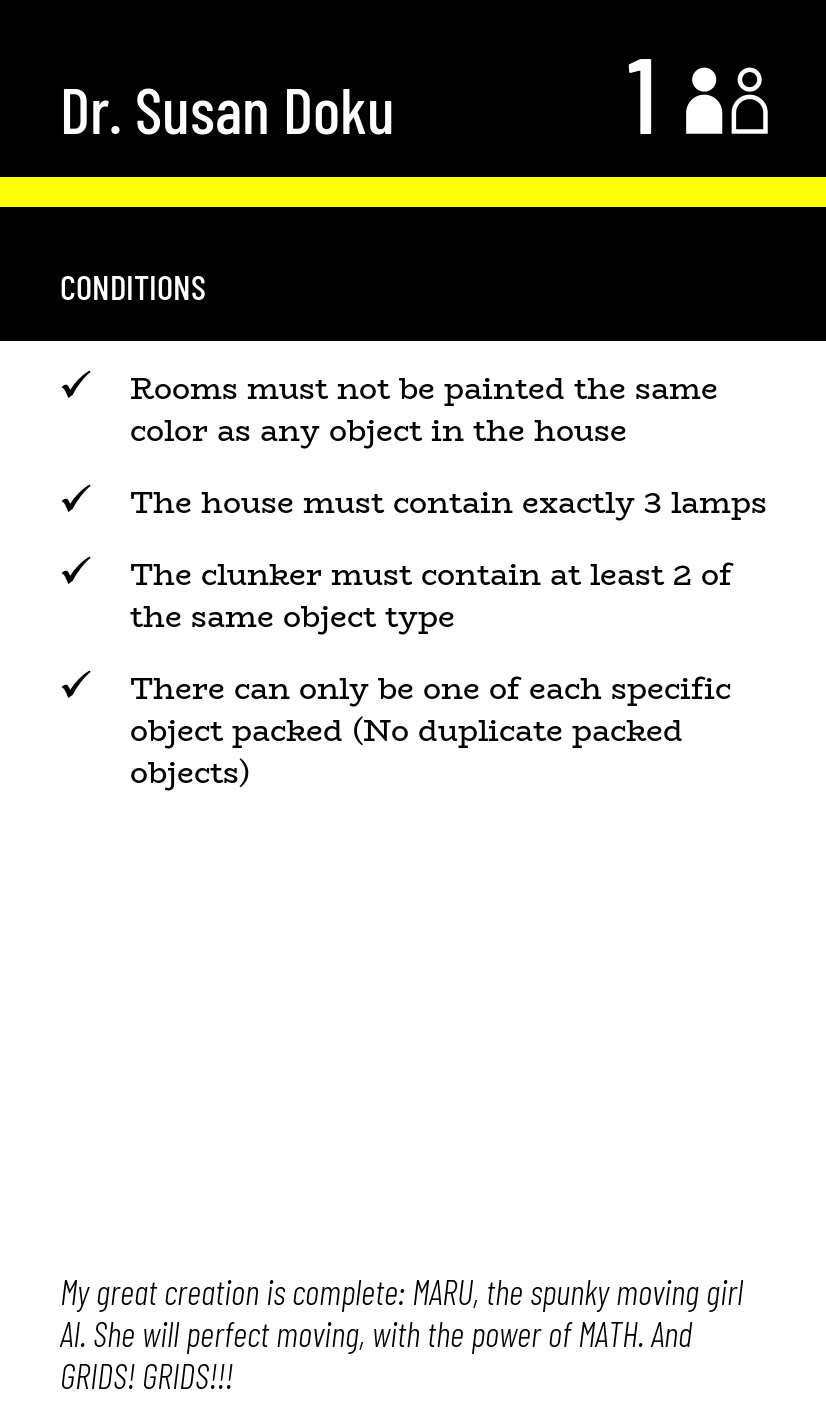 Dr. Susan Doku
1
CONDITIONS
✓ Rooms must not be painted the same
color as any object in the house
✓ The house must contain exactly 3 lamps
✓ The clunker must contain at least 2 of
the same object type
✓ There can only be one of each specific
object packed (No duplicate packed
objects)
My great creation is complete: MARU, the spunky moving girl
AI. She will perfect moving, with the power of MATH. And
GRIDS! GRIDS!!!